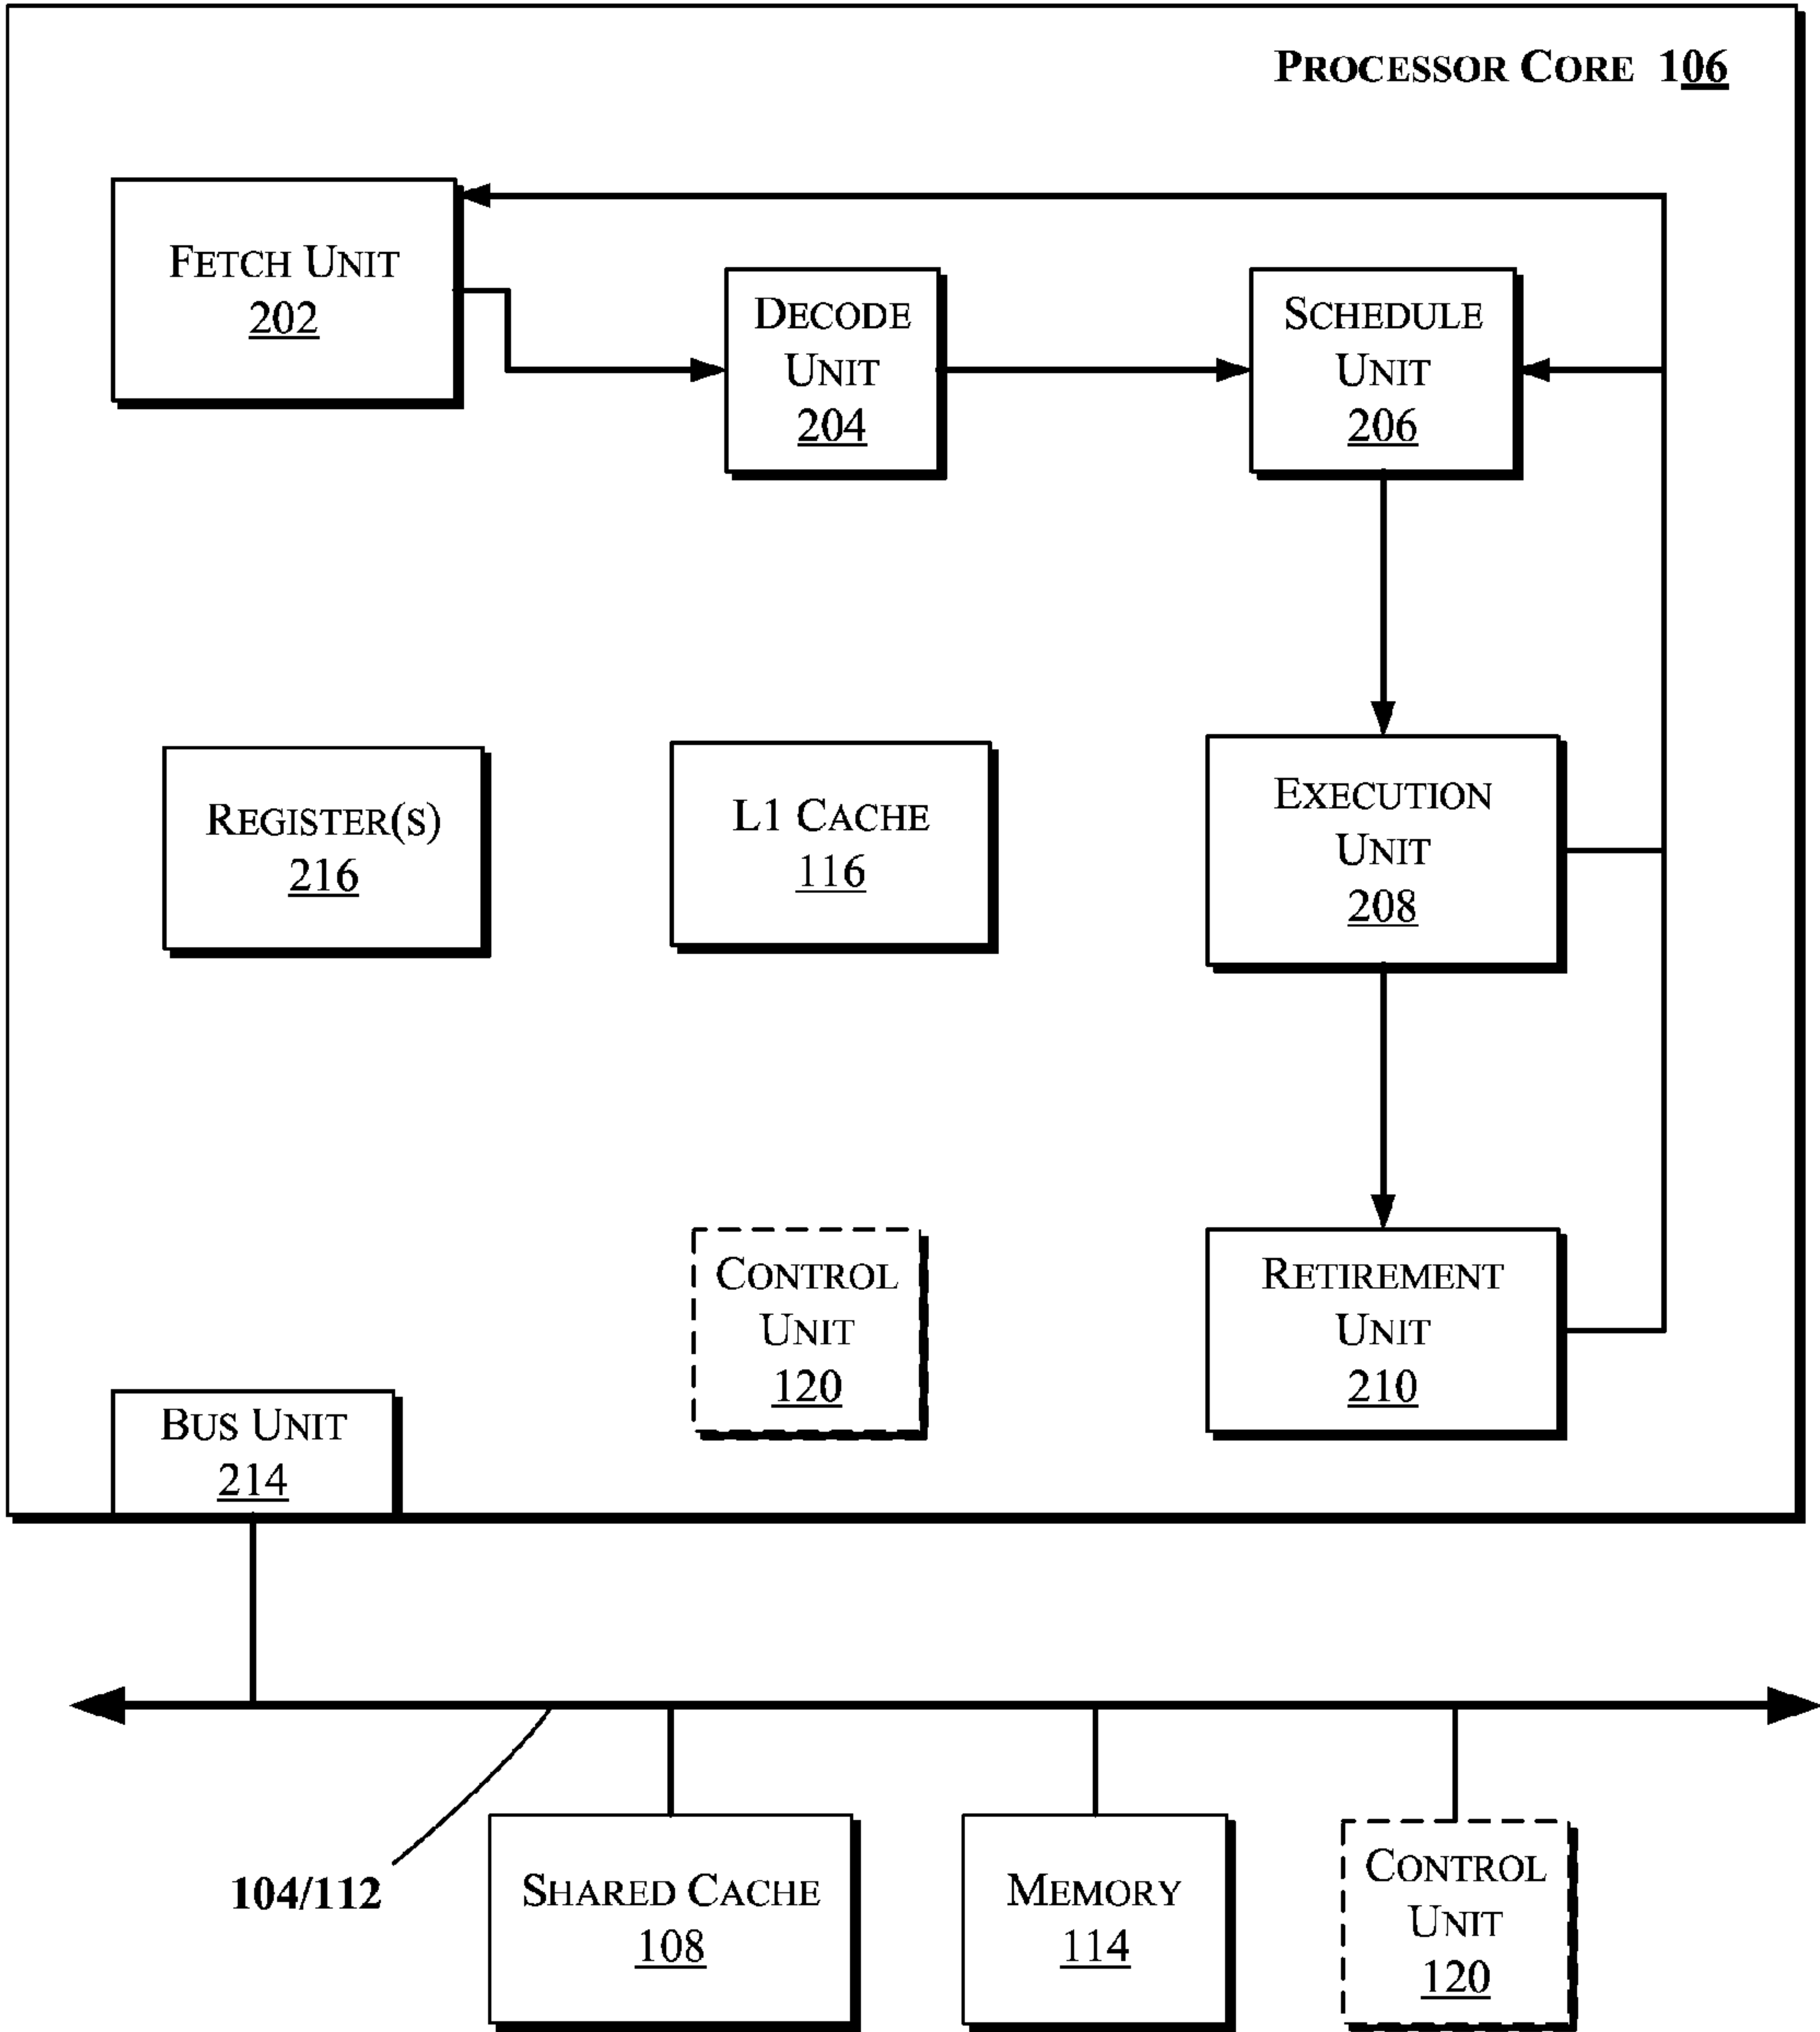 PROCESSOR CORE 106
FETCH UNIT
202
DECODE
UNIT
204
SCHEDULE
UNIT
206
REGISTER(S)
216
L1 CACHE
116
EXECUTION
UNIT
208
CONTROL
UNIT
120
RETIREMENT
UNIT
210
BUS UNIT
214
104/112
SHARED CACHE
108
MEMORY
114
CONTROL
UNIT
120